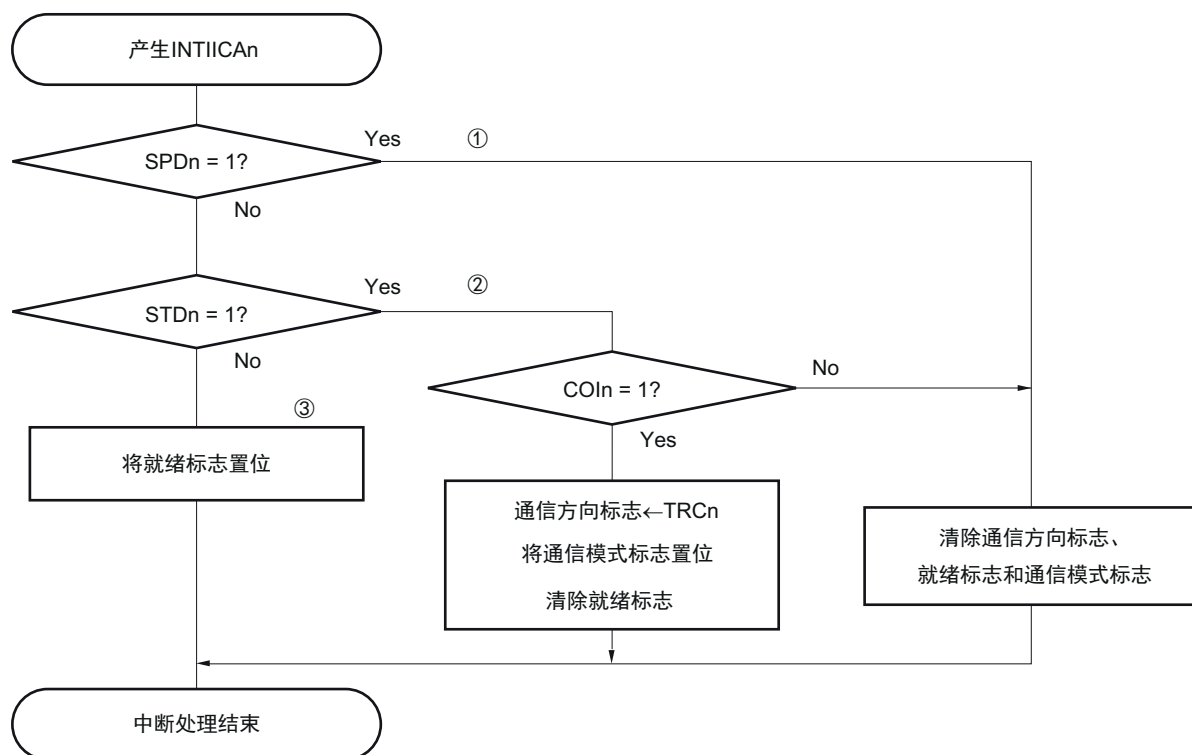 产生INTIICAn
Yes
①
SPDn = 1?
No
Yes
②
STDn = 1?
No
No
COIn = 1?
③
Yes
将就绪标志置位
通信方向标志←TRCn
将通信模式标志置位
清除就绪标志
清除通信方向标志、
就绪标志和通信模式标志
中断处理结束